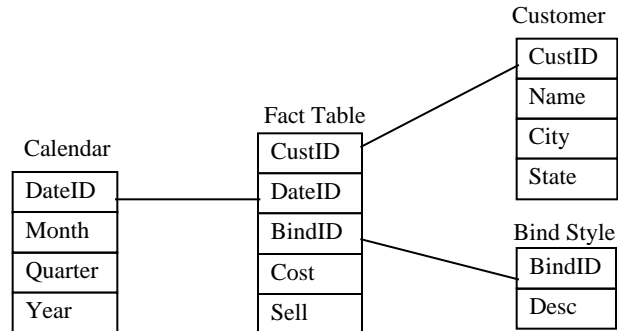 Calendar
DateID
Month
Quarter
Year
Fact Table
CustID
DateID
BindID
Cost
Sell
Customer
CustID
Name
City
State
Bind Style
BindID
Desc